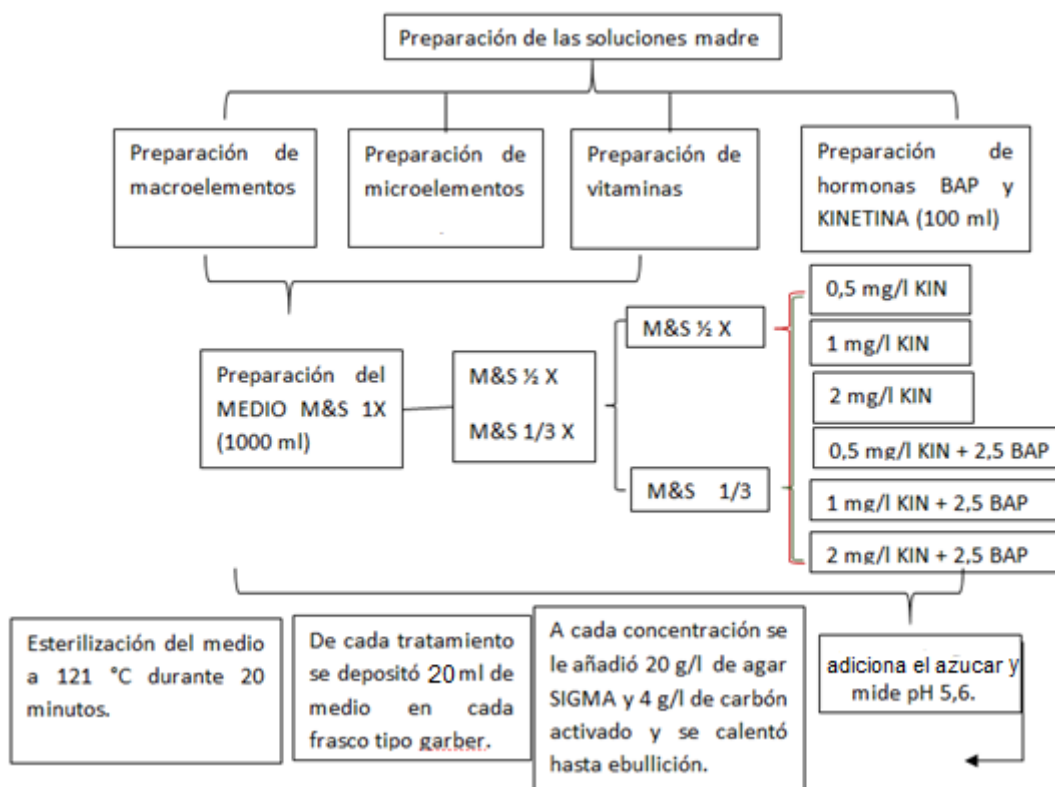 Preparación de las soluciones madre
Preparación de
macroelementos
Preparación de
microelementos
Preparación de
vitaminas
Preparación de
hormonas BAP y
KINETINA (100 ml)
Preparación del
MEDIO M&S 1X
(1000 ml)
M&S ½ X
M&S 1/3 X
M&S ½ X
M&S 1/3
0,5 mg/l KIN
1 mg/l KIN
2 mg/l KIN
0,5 mg/l KIN + 2,5 BAP
1 mg/l KIN + 2,5 BAP
2 mg/l KIN + 2,5 BAP
Esterilización del medio
a 121 °C durante 20
minutos.
De cada tratamiento
se depositó 20 ml de
medio en cada
frasco tipo garber.
A cada concentración se
le añadió 20 g/l de agar
SIGMA y 4 g/l de carbón
activado y se calentó
hasta ebullición.
adiciona el azucar y
mide pH 5,6.